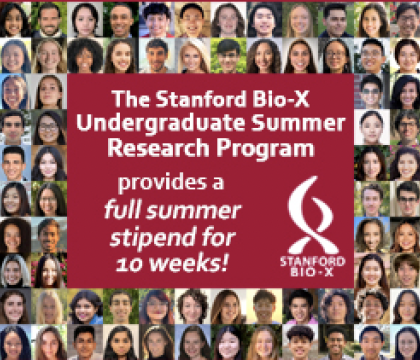 The Stanford Bio-X
Undergraduate Summer
Research Program
provides a
full summer
stipend for
10 weeks!
STANFORD
BIO-X